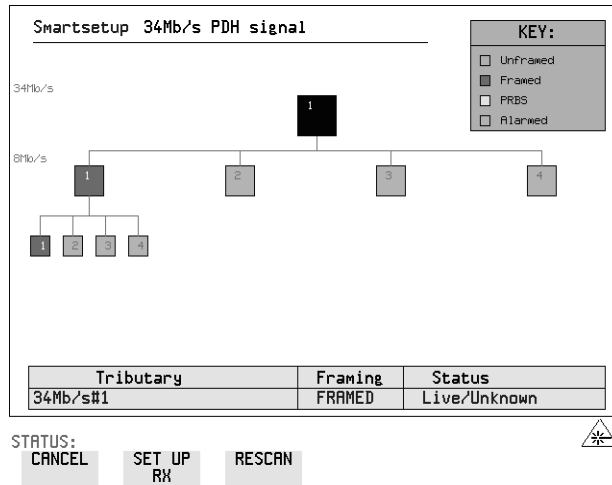 Smartsetup 34Mb/s PDH signal
KEY:
Unframed
Framed
PRBS
Alarmed
34Mb/s
1
8Mb/s
1 2 3 4
1 2 3 4
Tributary Framing Status
34Mb/s#1 FRAMED Live/Unknown
STATUS:
CANCEL SET UP RX RESCAN